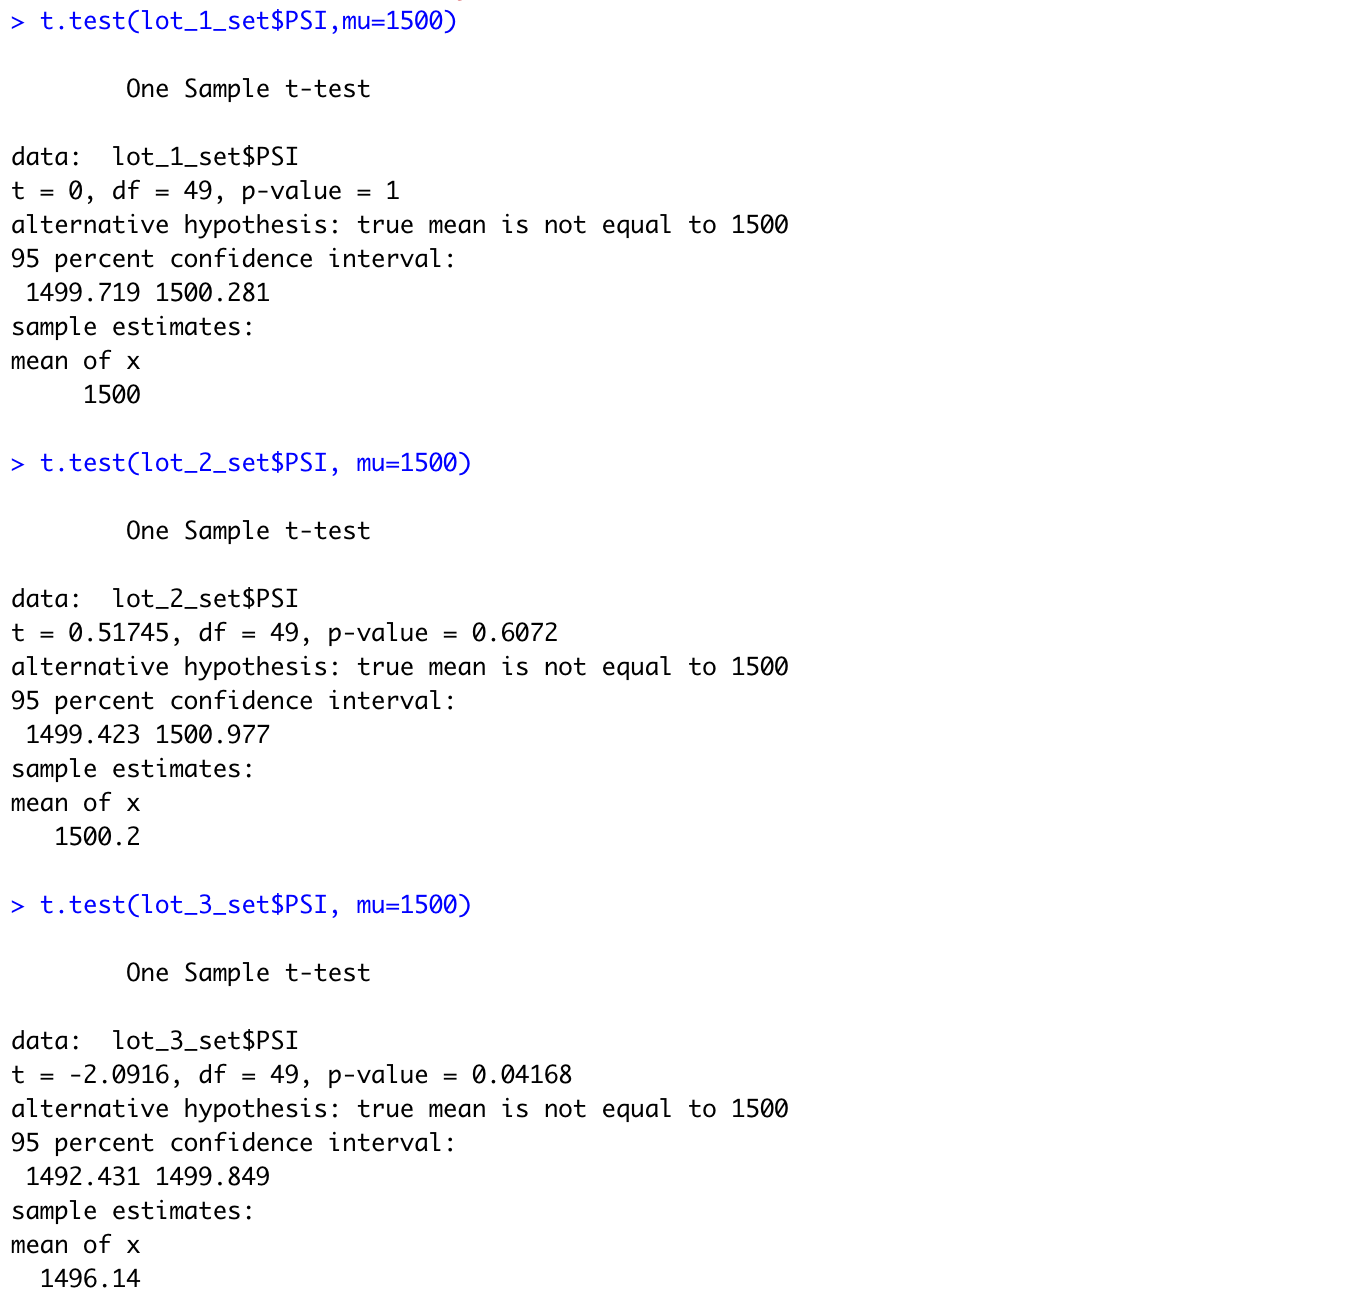 > t.test(lot_1_set$PSI,mu=1500)
One Sample t-test
data:  lot_1_set$PSI
t = 0, df = 49, p-value = 1
alternative hypothesis: true mean is not equal to 1500
95 percent confidence interval:
1499.719 1500.281
sample estimates:
mean of x
1500
> t.test(lot_2_set$PSI, mu=1500)
One Sample t-test
data:  lot_2_set$PSI
t = 0.51745, df = 49, p-value = 0.6072
alternative hypothesis: true mean is not equal to 1500
95 percent confidence interval:
1499.423 1500.977
sample estimates:
mean of x
1500.2
> t.test(lot_3_set$PSI, mu=1500)
One Sample t-test
data:  lot_3_set$PSI
t = -2.0916, df = 49, p-value = 0.04168
alternative hypothesis: true mean is not equal to 1500
95 percent confidence interval:
1492.431 1499.849
sample estimates:
mean of x
1496.14